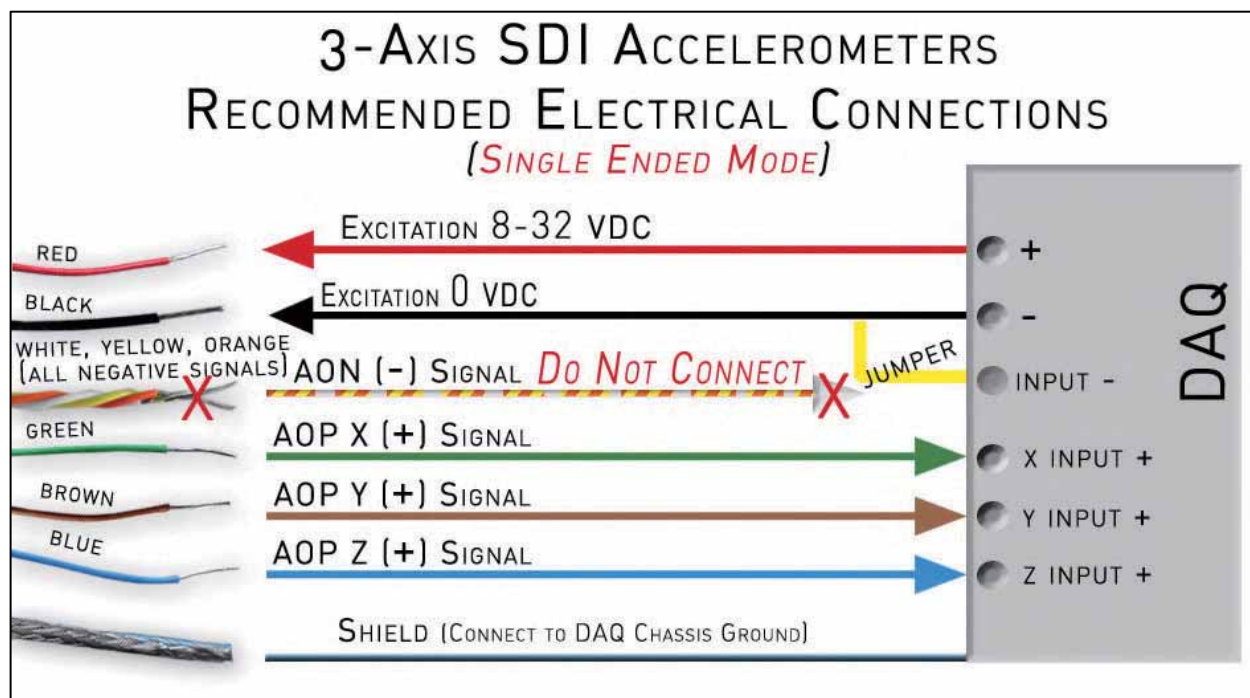 3-Axis SDI Accelerometers
Recommended Electrical Connections
(Single Ended Mode)
RED
Excitation 8-32 VDC
+
BLACK
Excitation 0 VDC
-
WHITE, YELLOW, ORANGE
(ALL NEGATIVE SIGNALS)
AON (-) Signal Do Not Connect
X
X
JUMPER
INPUT -
DAQ
GREEN
AOP X (+) Signal
X INPUT +
BROWN
AOP Y (+) Signal
Y INPUT +
BLUE
AOP Z (+) Signal
Z INPUT +
Shield (Connect to DAQ Chassis Ground)